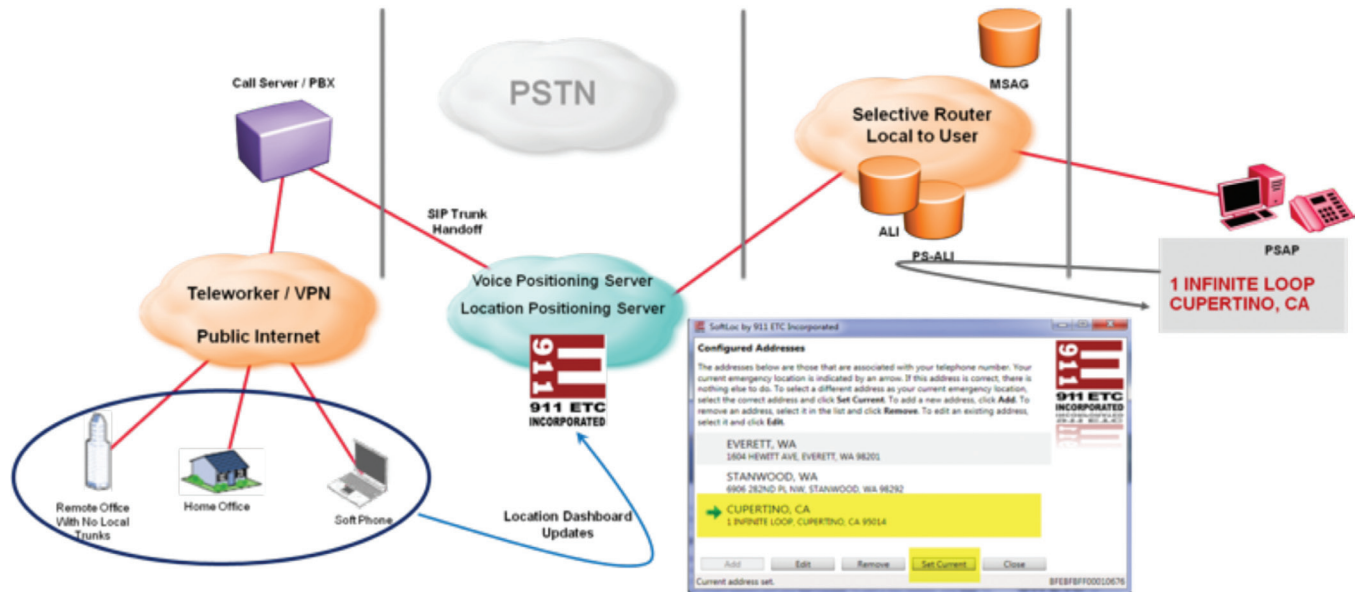 Call Server / PBX
PSTN
MSAG
Selective Router
Local to User
SIP Trunk
Handoff
ALI
PS-ALI
PSAP
1 INFINITE LOOP
CUPERTINO, CA
Teleworker / VPN
Public Internet
Voice Positioning Server
Location Positioning Server
911
911 ETC
INCORPORATED
Remote Office
With No Local
Trunks
Home Office
Soft Phone
Location Dashboard
Updates
SoftLoc by 911 ETC Incorporated
Configured Addresses
The addresses below are those that are associated with your telephone number. Your
current emergency location is indicated by an arrow. If this address is correct, there is
nothing else to do. To select a different address as your current emergency location,
select the correct address and click Set Current. To add a new address, click Add. To
remove an address, select it in the list and click Remove. To edit an existing address,
select it and click Edit.
911
911 ETC
INCORPORATED
EVERETT, WA
1604 HEWITT AVE, EVERETT, WA 98201
STANWOOD, WA
6906 282ND PL NW, STANWOOD, WA 98292
CUPERTINO, CA
1 INFINITE LOOP, CUPERTINO, CA 95014
Add
Edit
Remove
Set Current
Close
Current address set.
BFEBFBFF00010676